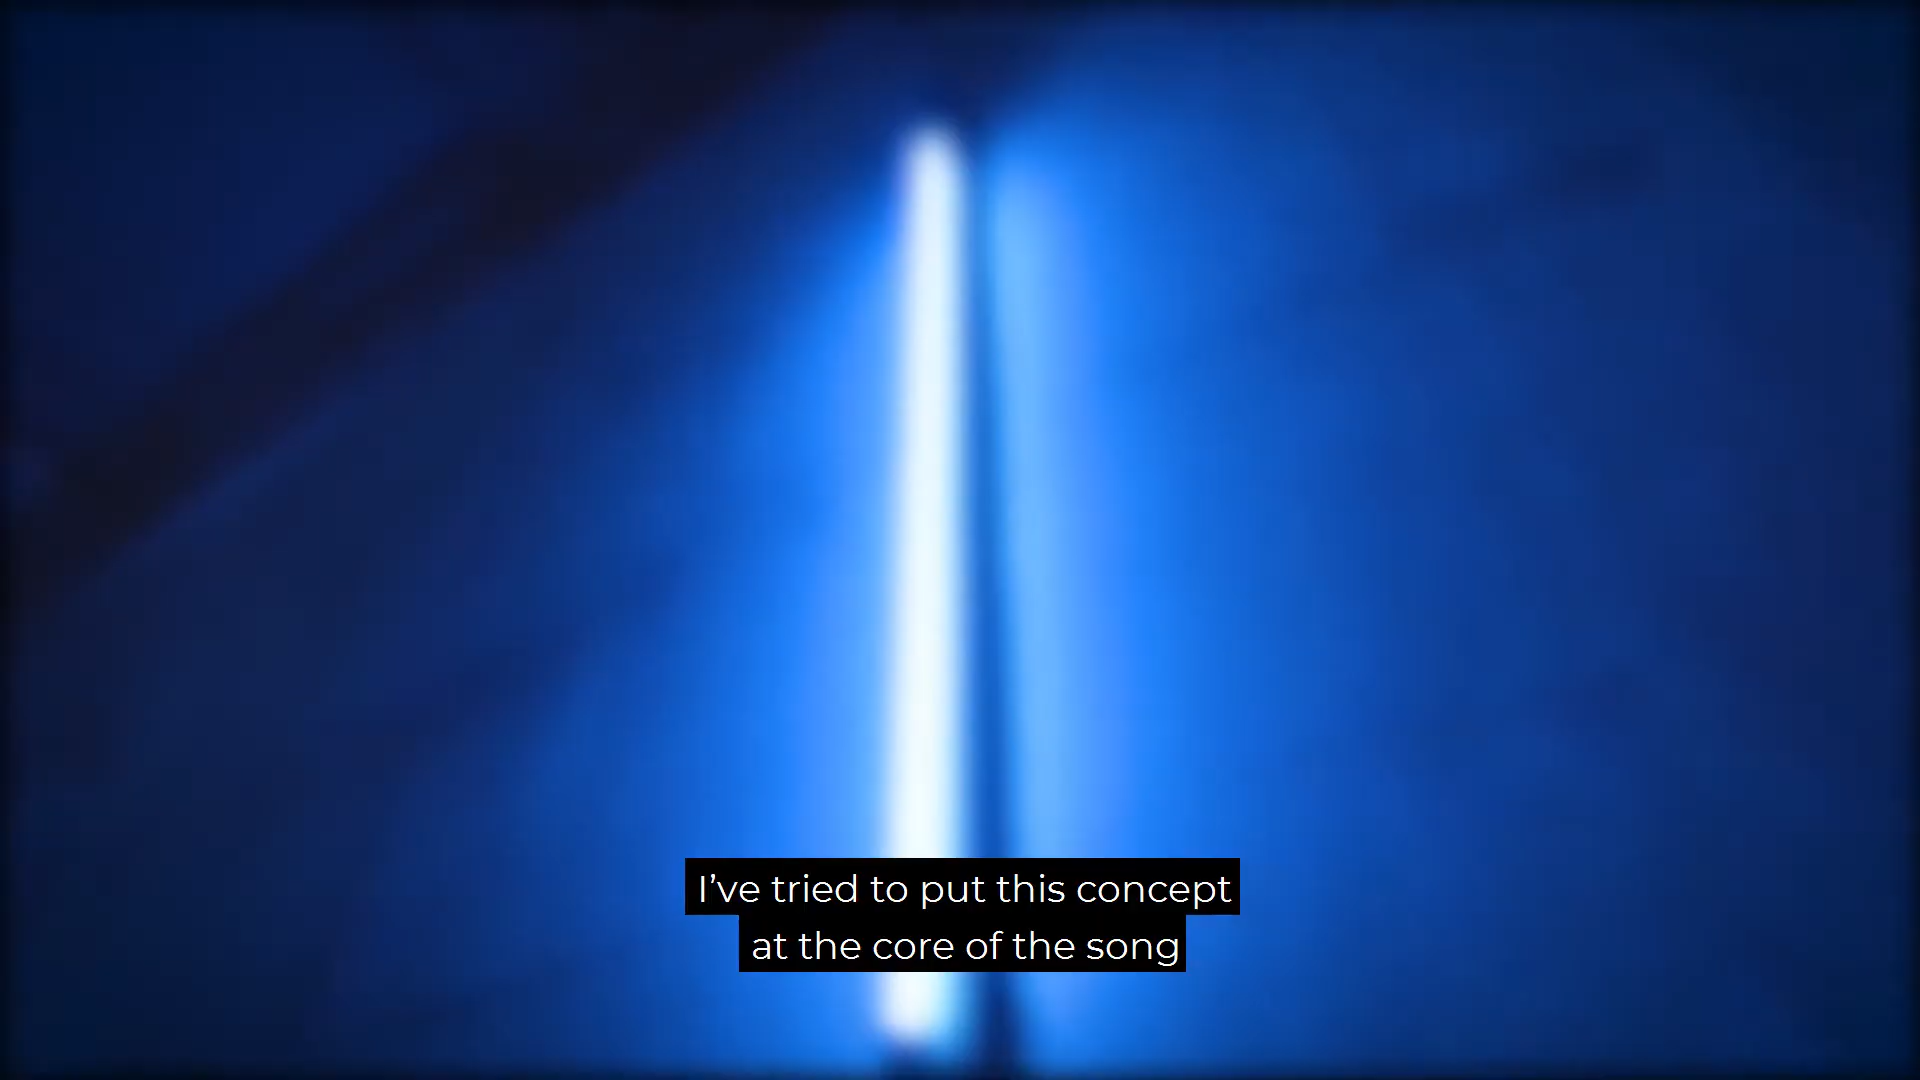 I’ve tried to put this concept
at the core of the song